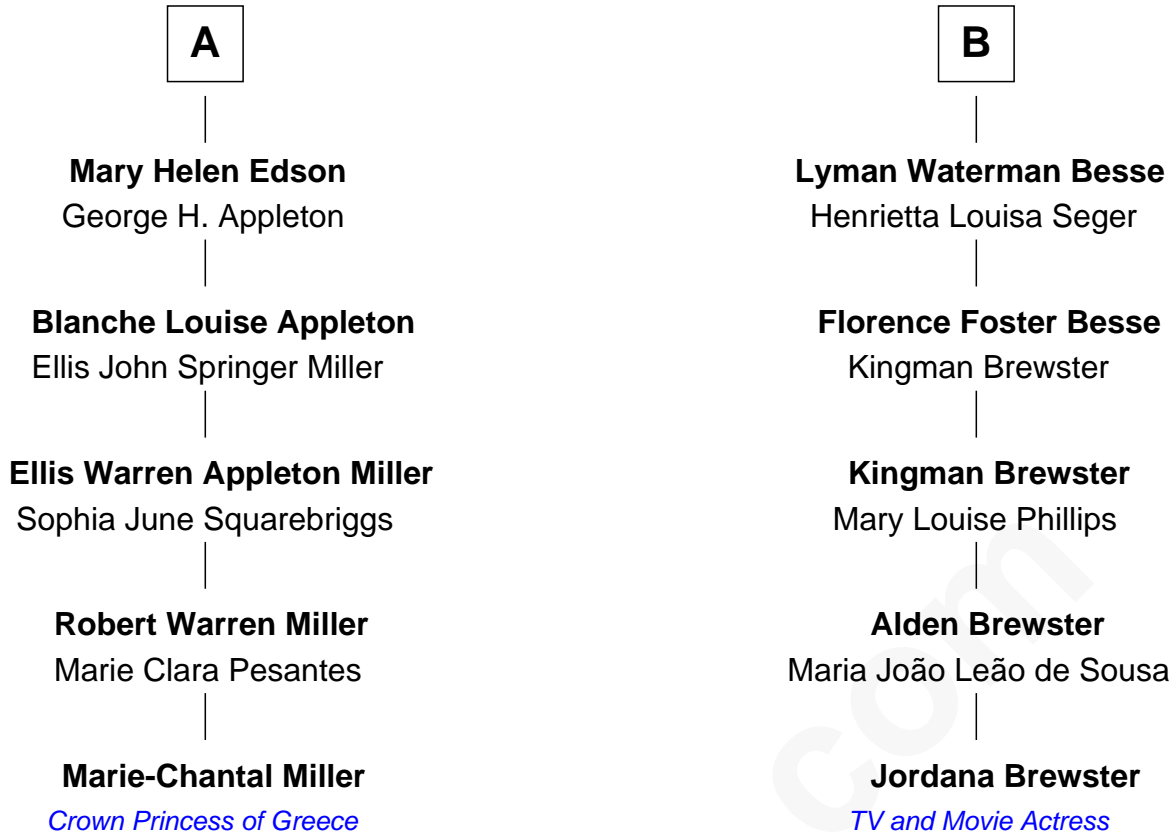 A
Mary Helen Edson
George H. Appleton
Blanche Louise Appleton
Ellis John Springer Miller
Ellis Warren Appleton Miller
Sophia June Squarebriggs
Robert Warren Miller
Marie Clara Pesantes
Marie-Chantal Miller
Crown Princess of Greece
B
Lyman Waterman Besse
Henrietta Louisa Seger
Florence Foster Besse
Kingman Brewster
Kingman Brewster
Mary Louise Phillips
Alden Brewster
Maria João Leão de Sousa
Jordana Brewster
TV and Movie Actress
com